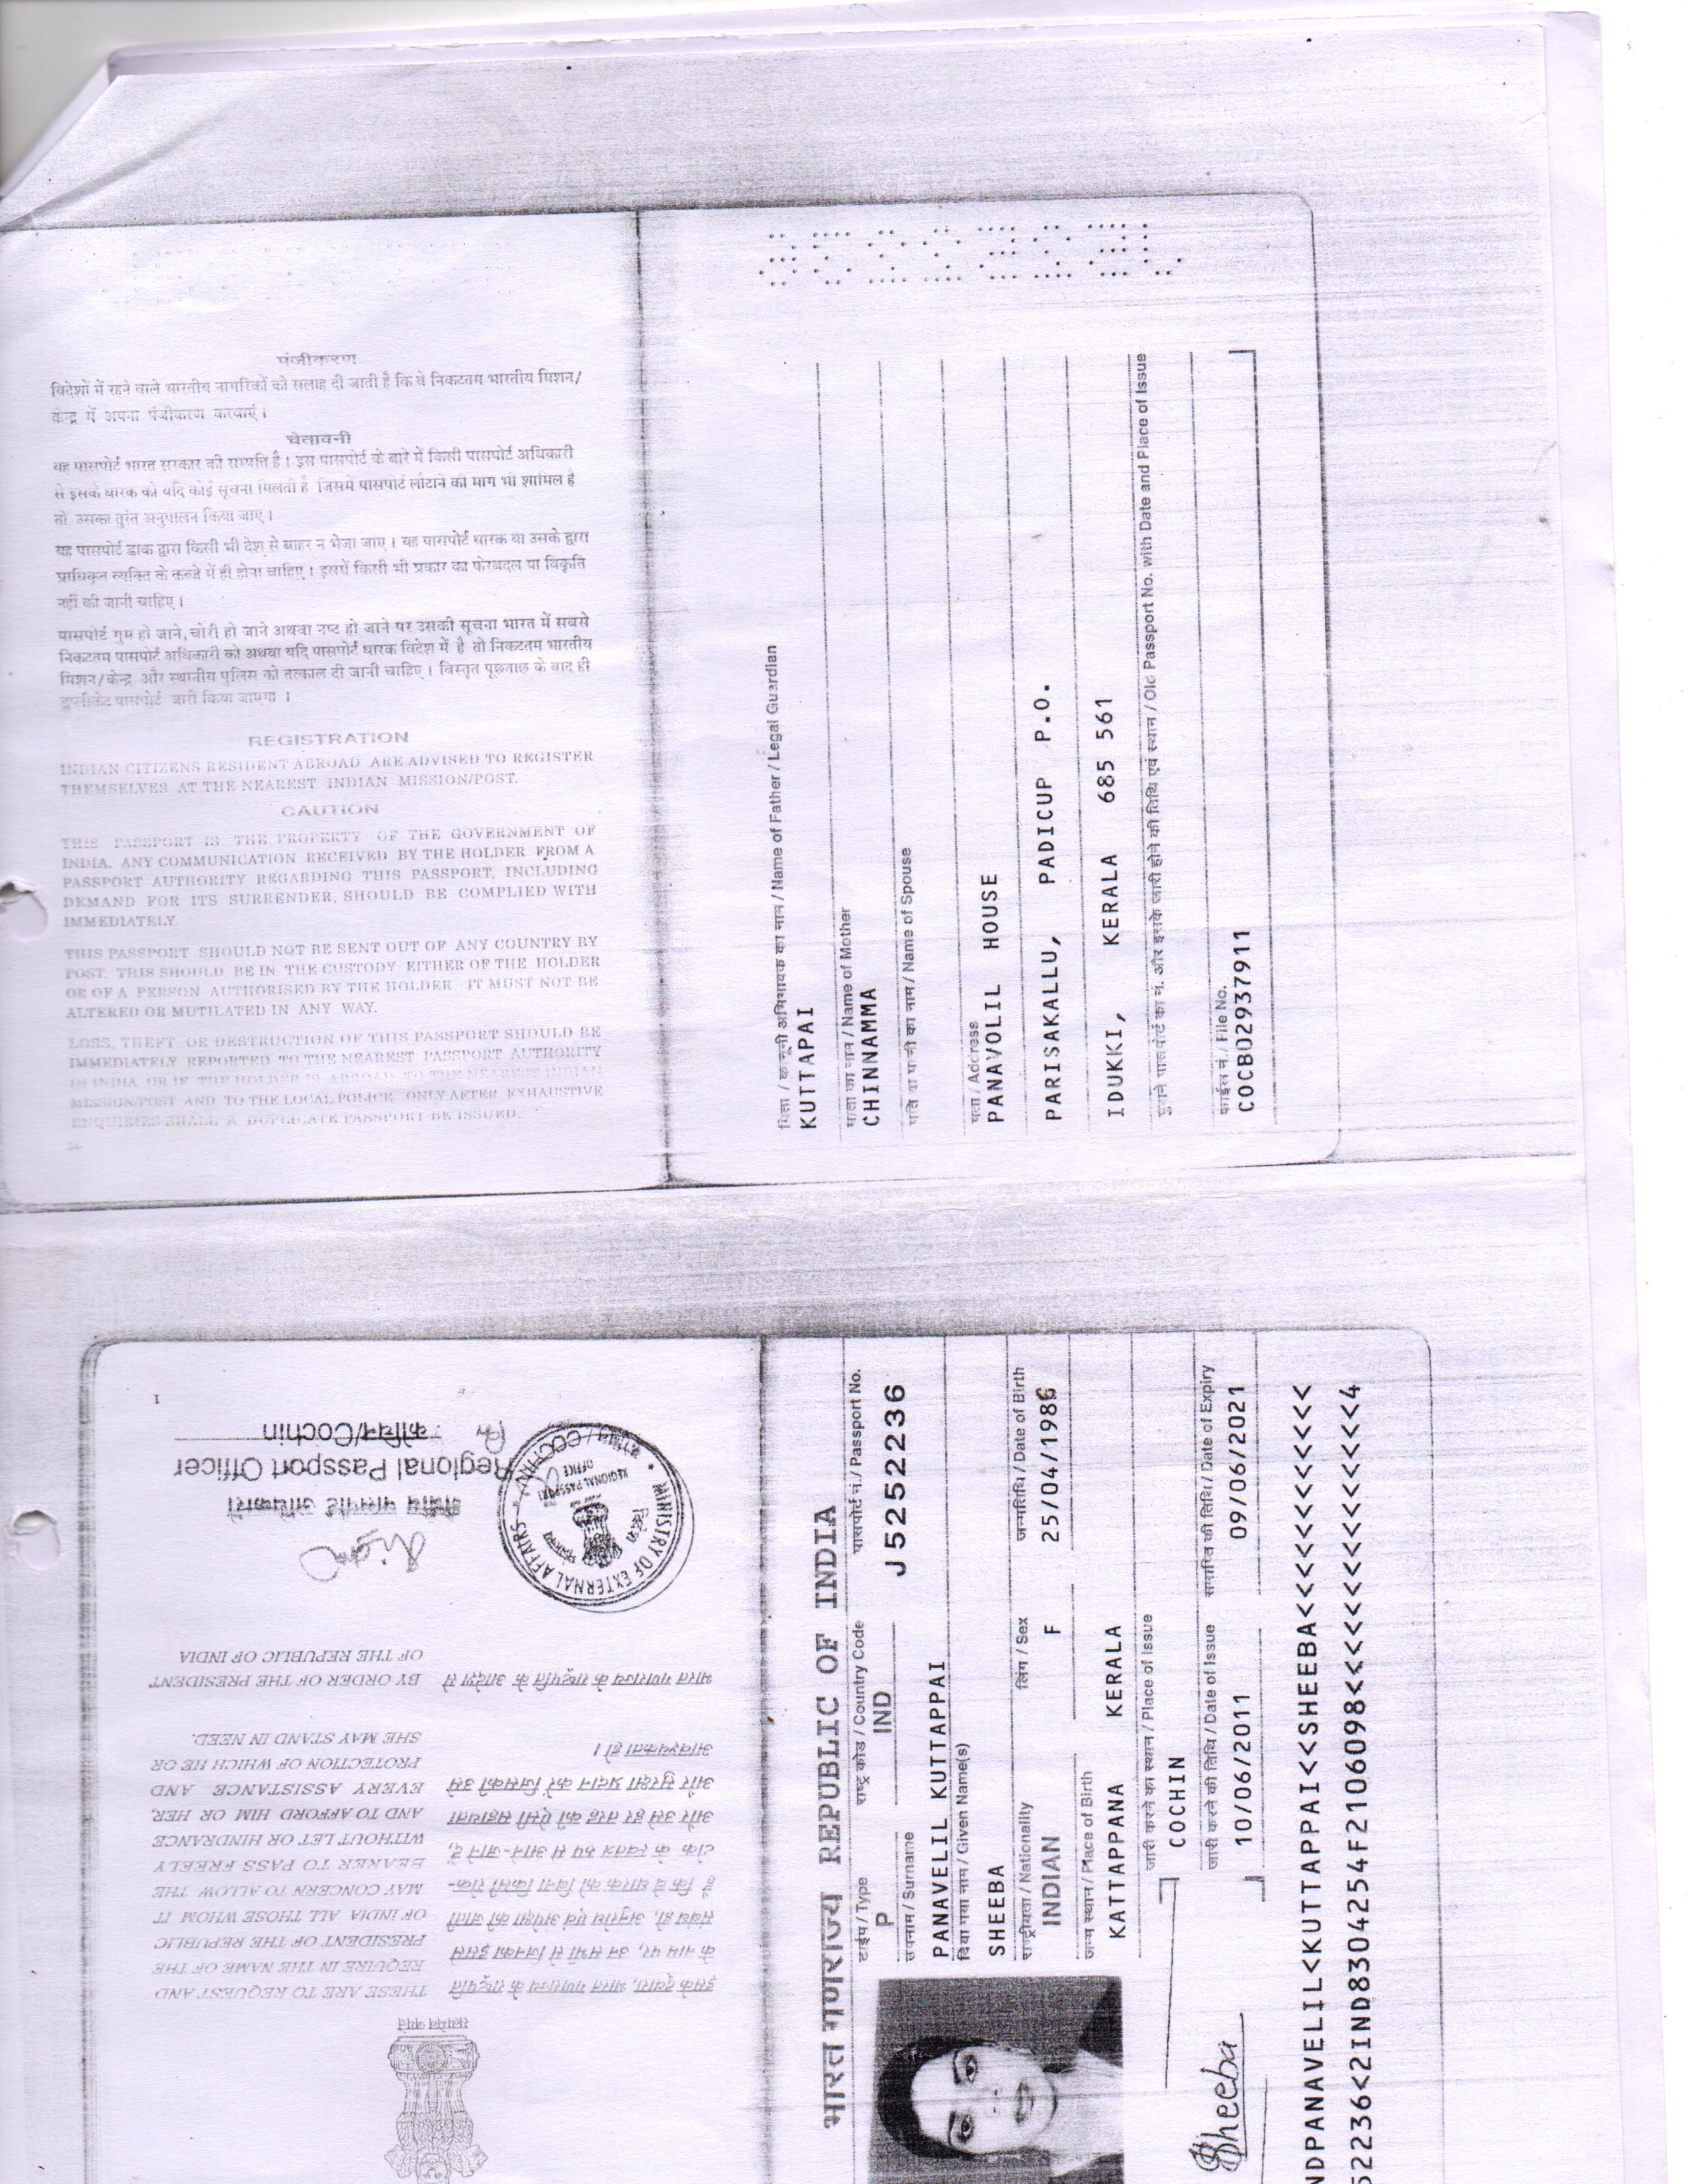 पंजीकरण
विदेशों में रहने वाले भारतीय नागरिकों को सलाह दी जाती है कि वे निकटतम भारतीय मिशन/
केन्द्र में अपना पंजीकरण करवाएं।
चेतावनी
यह पासपोर्ट भारत सरकार की सम्पत्ति है। इस पासपोर्ट के बारे में किसी पासपोर्ट अधिकारी
से इसके धारक को यदि कोई सूचना मिलती है जिसमें पासपोर्ट लौटाने की मांग भी शामिल है
तो उसका तुरंत अनुपालन किया जाए।
यह पासपोर्ट डाक द्वारा किसी भी देश से बाहर न भेजा जाए। यह पासपोर्ट धारक या उसके द्वारा
प्राधिकृत व्यक्ति के कब्जे में ही होना चाहिए। इसमें किसी भी प्रकार का फेरबदल या विकृति
नहीं की जानी चाहिए।
पासपोर्ट गुम हो जाने, चोरी हो जाने अथवा नष्ट हो जाने पर उसकी सूचना भारत में सबसे
निकटतम पासपोर्ट अधिकारी को अथवा यदि पासपोर्ट धारक विदेश में है तो निकटतम भारतीय
मिशन/केन्द्र और स्थानीय पुलिस को तत्काल दी जानी चाहिए। विस्तृत पूछताछ के बाद ही
डुप्लीकेट पासपोर्ट जारी किया जाएगा।
REGISTRATION
INDIAN CITIZENS RESIDENT ABROAD ARE ADVISED TO REGISTER
THEMSELVES AT THE NEAREST INDIAN MISSION/POST.
CAUTION
THIS PASSPORT IS THE PROPERTY OF THE GOVERNMENT OF
INDIA. ANY COMMUNICATION RECEIVED BY THE HOLDER FROM A
PASSPORT AUTHORITY REGARDING THIS PASSPORT, INCLUDING
DEMAND FOR ITS SURRENDER, SHOULD BE COMPLIED WITH
IMMEDIATELY.
THIS PASSPORT SHOULD NOT BE SENT OUT OF ANY COUNTRY BY
POST. THIS SHOULD BE IN THE CUSTODY EITHER OF THE HOLDER
OR OF A PERSON AUTHORISED BY THE HOLDER. IT MUST NOT BE
ALTERED OR MUTILATED IN ANY WAY.
LOSS, THEFT OR DESTRUCTION OF THIS PASSPORT SHOULD BE
IMMEDIATELY REPORTED TO THE NEAREST PASSPORT AUTHORITY
IN INDIA OR IF THE HOLDER IS ABROAD TO THE NEAREST INDIAN
MISSION/POST AND TO THE LOCAL POLICE. ONLY AFTER EXHAUSTIVE
ENQUIRIES SHALL A DUPLICATE PASSPORT BE ISSUED.
पिता / कानूनी अभिभावक का नाम / Name of Father / Legal Guardian
KUTTAPAI
माता का नाम / Name of Mother
CHINNAMMA
पति या पत्नी का नाम / Name of Spouse
पता / Address
PANAVOLIL HOUSE
PARISAKALLU, PADICUP P.O.
IDUKKI, KERALA 685 561
पुराने पासपोर्ट का नं. और इसके जारी होने की तिथि एवं स्थान / Old Passport No. with Date and Place of Issue
फाईल नं. / File No.
COCB02937911
सत्यमेव जयते
इसके द्वारा, भारत गणराज्य के राष्ट्रपति
के नाम पर, उन सभी से जिनका इससे
संबंध हो, अनुरोध एवं अपेक्षा की जाती
है कि वे धारक को बिना किसी रोक-
टोक के स्वतंत्र रूप से आने-जाने दें,
और उसे हर तरह की ऐसी सहायता
और सुरक्षा प्रदान करें जिसकी उसे
आवश्यकता हो।
भारत गणराज्य के राष्ट्रपति के आदेश से
THESE ARE TO REQUEST AND
REQUIRE IN THE NAME OF THE
PRESIDENT OF THE REPUBLIC
OF INDIA ALL THOSE WHOM IT
MAY CONCERN TO ALLOW THE
BEARER TO PASS FREELY
WITHOUT LET OR HINDRANCE
AND TO AFFORD HIM OR HER,
EVERY ASSISTANCE AND
PROTECTION OF WHICH HE OR
SHE MAY STAND IN NEED.
BY ORDER OF THE PRESIDENT
OF THE REPUBLIC OF INDIA
MINISTRY OF EXTERNAL AFFAIRS
REGIONAL PASSPORT
OFFICE
COCHIN
क्षेत्रीय पासपोर्ट अधिकारी
Regional Passport Officer
कोचिन/Cochin
1
भारत गणराज्य REPUBLIC OF INDIA
टाईप / Type
P
राष्ट्र कोड / Country Code
IND
पासपोर्ट नं./ Passport No.
J5252236
उपनाम / Surname
PANAVELIL KUTTAPPAI
दिया गया नाम / Given Name(s)
SHEEBA
राष्ट्रीयता / Nationality
INDIAN
लिंग / Sex
F
जन्मतिथि / Date of Birth
25/04/1986
जन्म स्थान / Place of Birth
KATTAPPANA KERALA
जारी करने का स्थान / Place of Issue
COCHIN
जारी करने की तिथि / Date of Issue
10/06/2011
समाप्ति की तिथि / Date of Expiry
09/06/2021
Sheeba
NDPANAVELIL<KUTTAPPAI<<SHEEBA<<<<<<<<<<<<
52236<2IND8304254F2106098<<<<<<<<<<<<<<<4